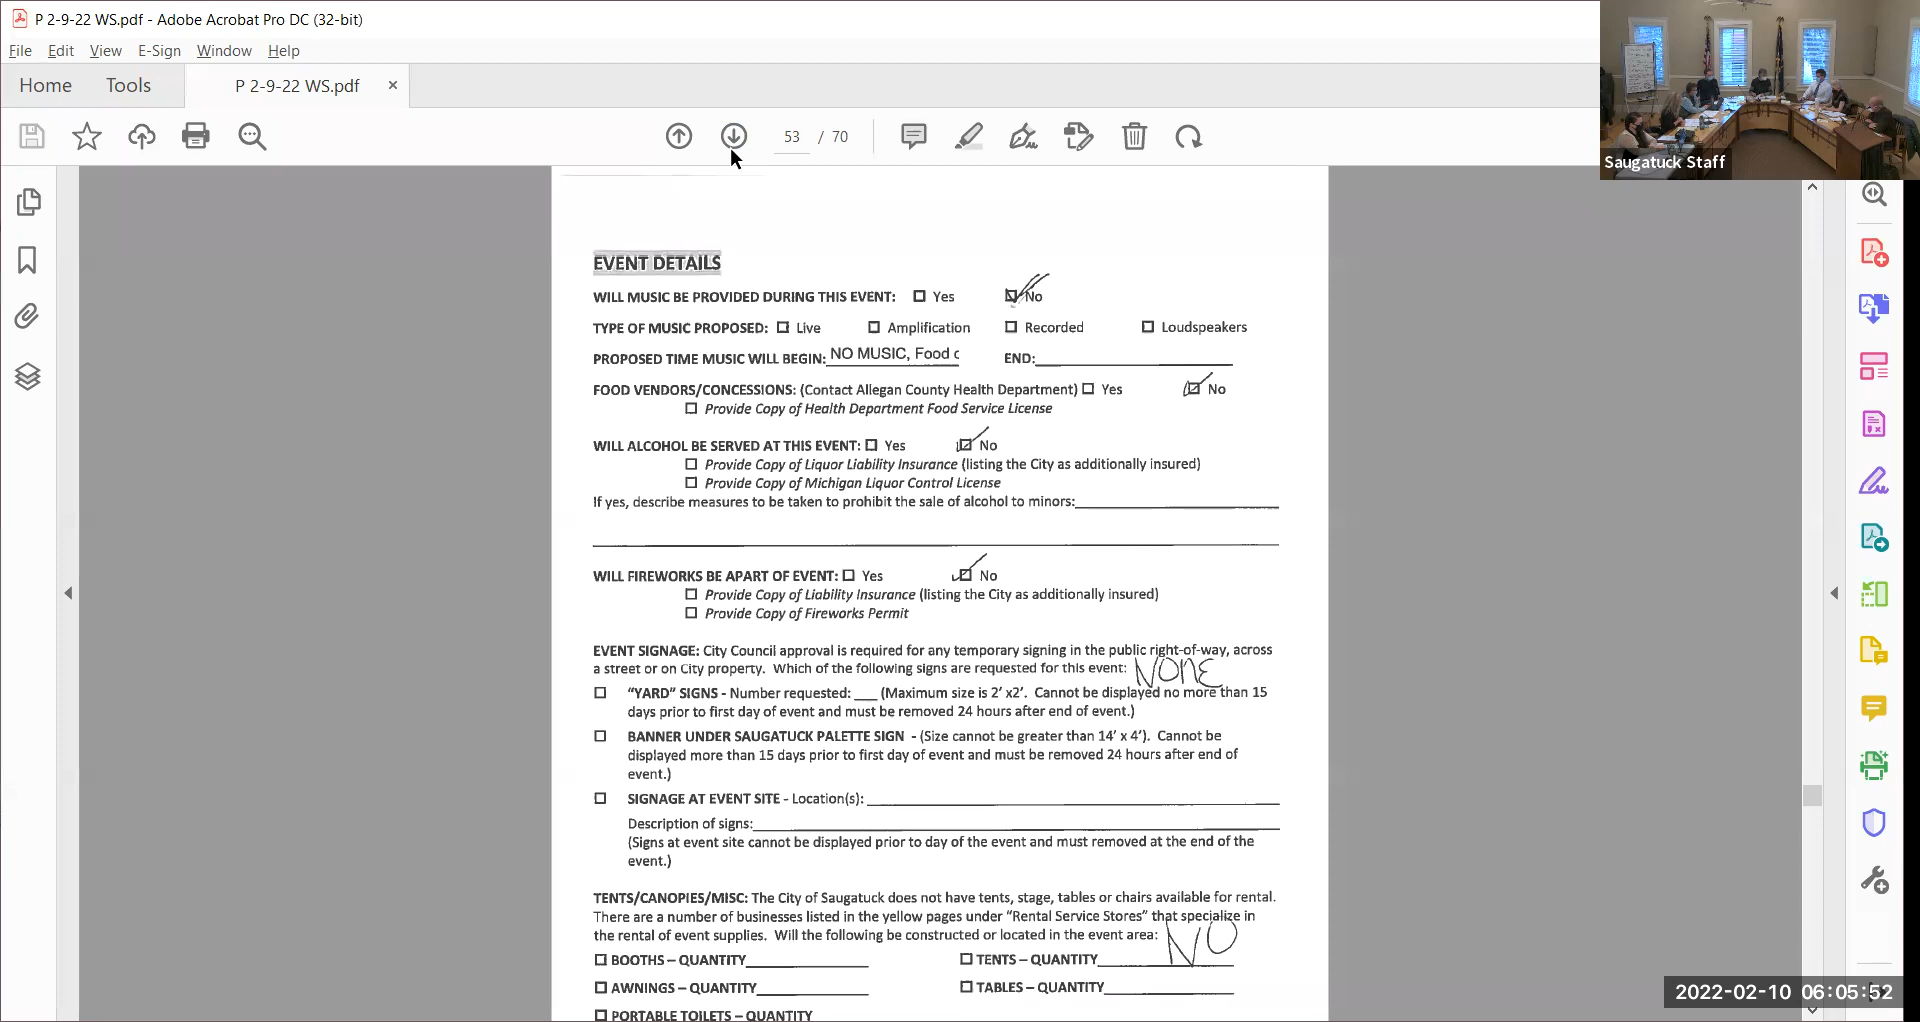 P 2-9-22 WS.pdf - Adobe Acrobat Pro DC (32-bit)
File Edit View E-Sign Window Help
Home Tools P 2-9-22 WS.pdf ×
53 / 70
Saugatuck Staff
EVENT DETAILS
WILL MUSIC BE PROVIDED DURING THIS EVENT: ☐ Yes ☑ No
TYPE OF MUSIC PROPOSED: ☐ Live ☐ Amplification ☐ Recorded ☐ Loudspeakers
PROPOSED TIME MUSIC WILL BEGIN: NO MUSIC, Food c END:
FOOD VENDORS/CONCESSIONS: (Contact Allegan County Health Department) ☐ Yes ☑ No
☐ Provide Copy of Health Department Food Service License
WILL ALCOHOL BE SERVED AT THIS EVENT: ☐ Yes ☑ No
☐ Provide Copy of Liquor Liability Insurance (listing the City as additionally insured)
☐ Provide Copy of Michigan Liquor Control License
If yes, describe measures to be taken to prohibit the sale of alcohol to minors:
WILL FIREWORKS BE APART OF EVENT: ☐ Yes ☑ No
☐ Provide Copy of Liability Insurance (listing the City as additionally insured)
☐ Provide Copy of Fireworks Permit
EVENT SIGNAGE: City Council approval is required for any temporary signing in the public right-of-way, across
a street or on City property. Which of the following signs are requested for this event: NONE
☐ "YARD" SIGNS - Number requested: ___ (Maximum size is 2' x2'. Cannot be displayed no more than 15
days prior to first day of event and must be removed 24 hours after end of event.)
☐ BANNER UNDER SAUGATUCK PALETTE SIGN - (Size cannot be greater than 14' x 4'). Cannot be
displayed more than 15 days prior to first day of event and must be removed 24 hours after end of
event.)
☐ SIGNAGE AT EVENT SITE - Location(s):
Description of signs:
(Signs at event site cannot be displayed prior to day of the event and must removed at the end of the
event.)
TENTS/CANOPIES/MISC: The City of Saugatuck does not have tents, stage, tables or chairs available for rental.
There are a number of businesses listed in the yellow pages under "Rental Service Stores" that specialize in
the rental of event supplies. Will the following be constructed or located in the event area: NO
☐ BOOTHS – QUANTITY ☐ TENTS – QUANTITY
☐ AWNINGS – QUANTITY ☐ TABLES – QUANTITY
☐ PORTABLE TOILETS – QUANTITY
2022-02-10 06:05:52